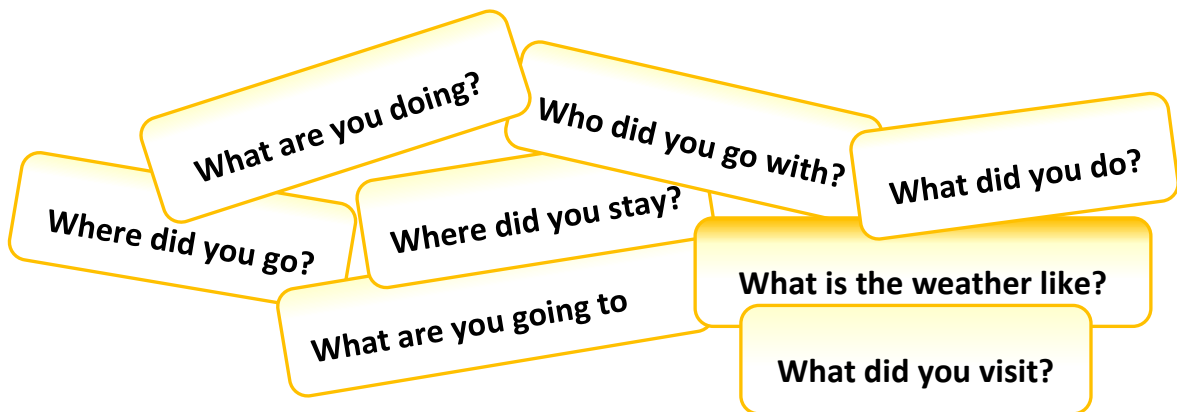 What are you doing?
Who did you go with?
What did you do?
Where did you go?
Where did you stay?
What is the weather like?
What are you going to
What did you visit?